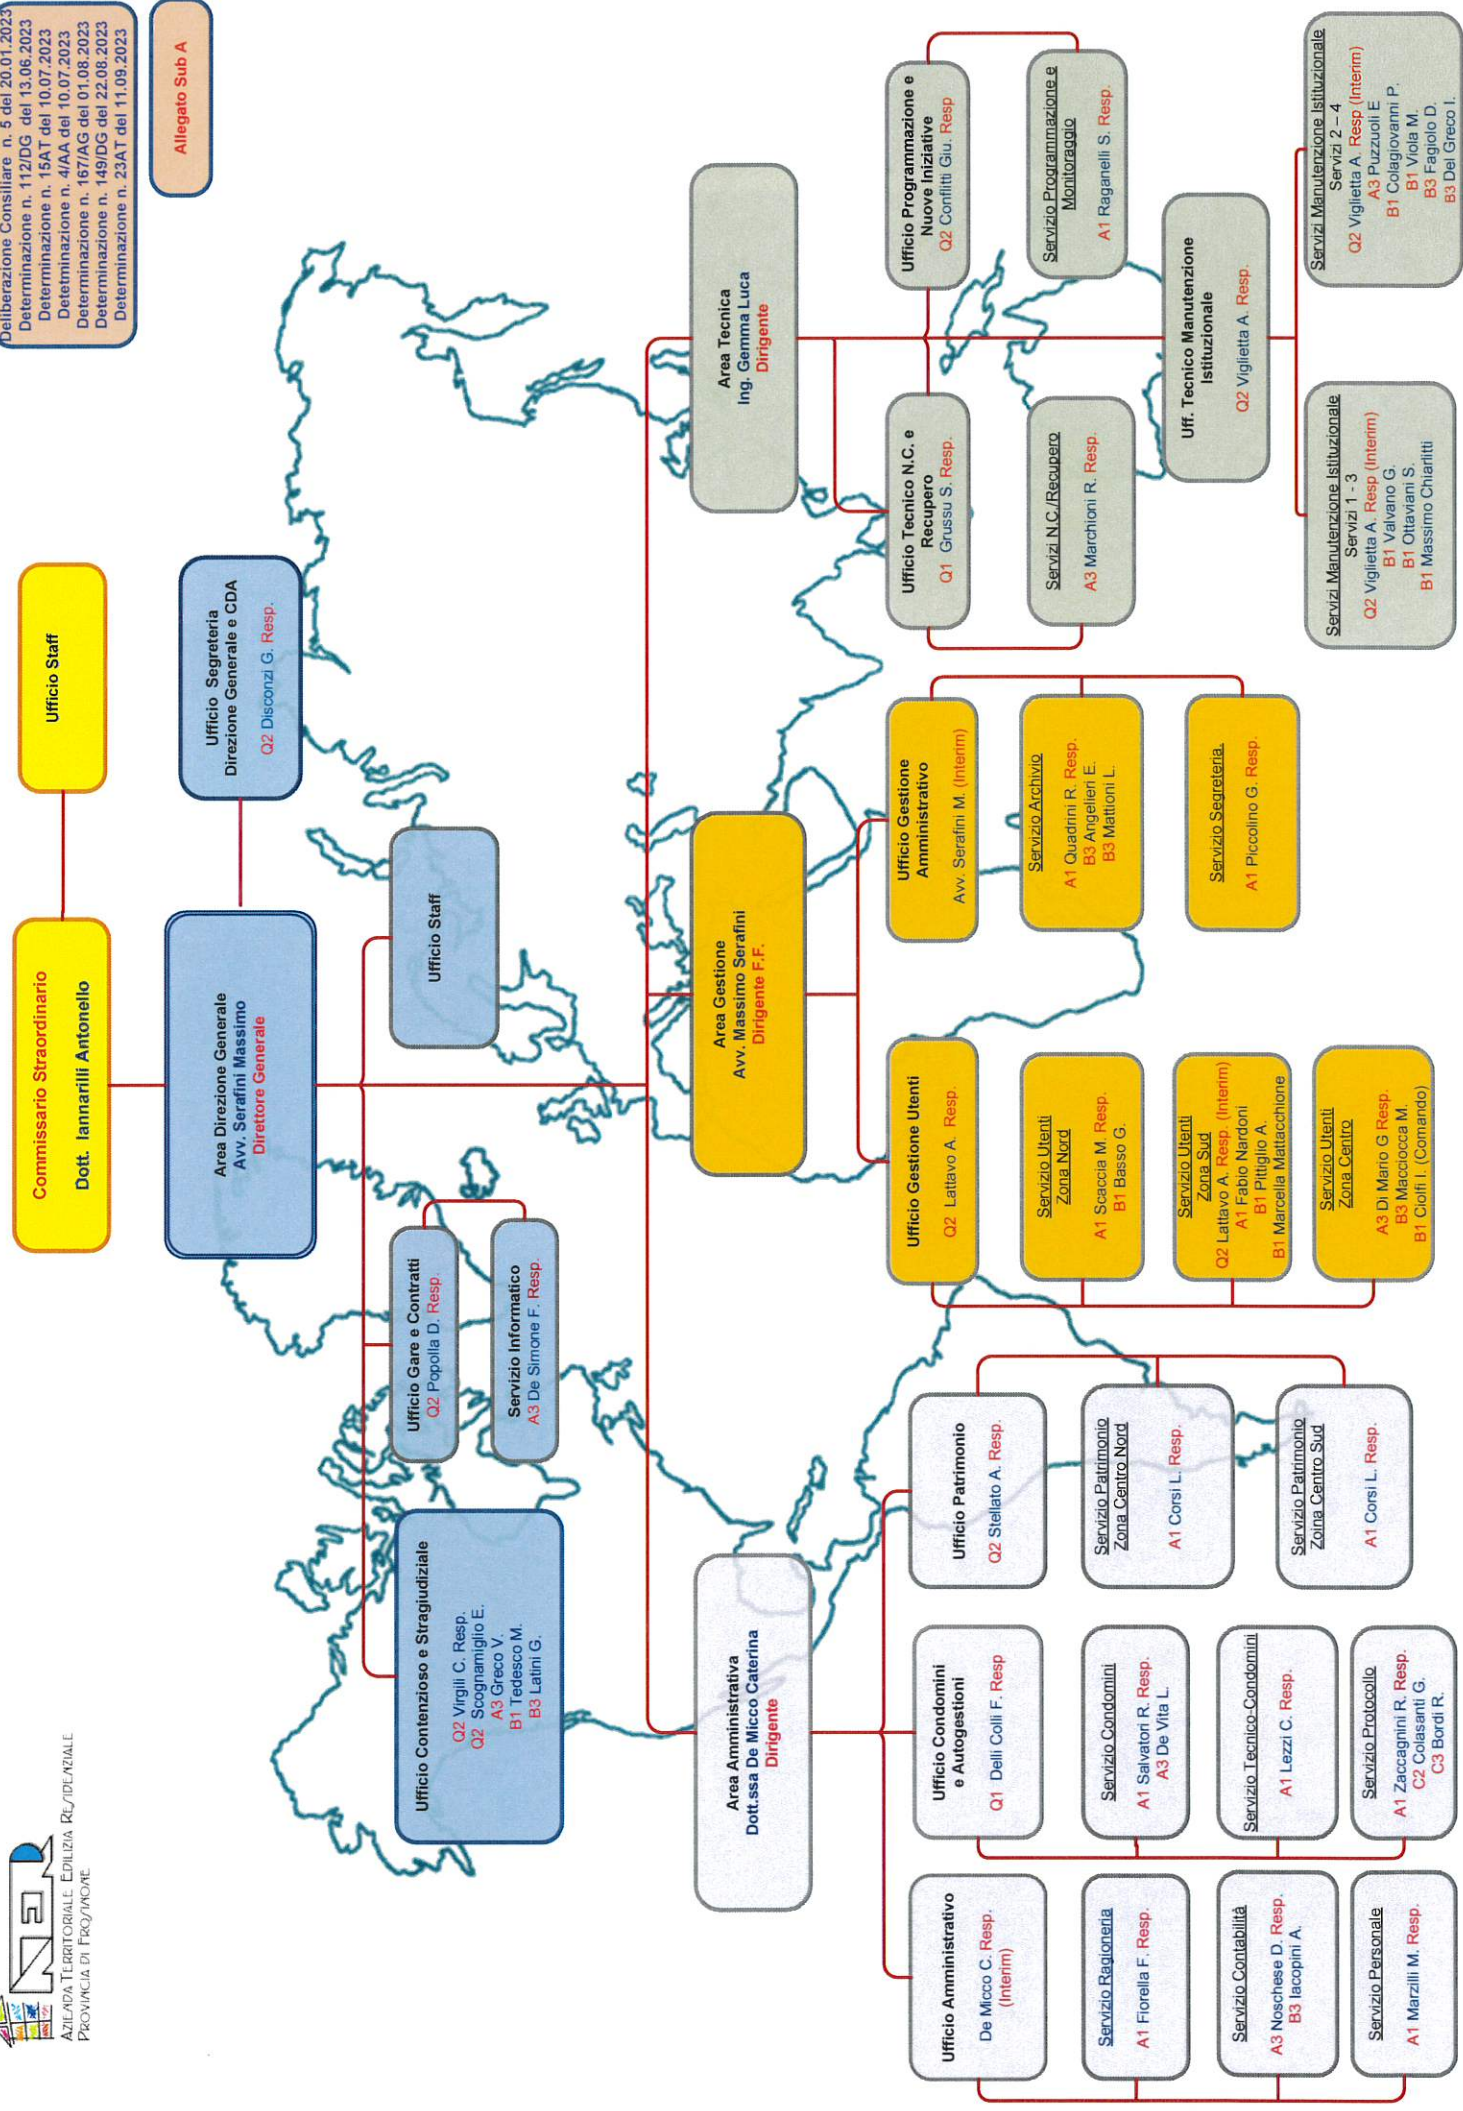 AZIENDA TERRITORIALE EDILIZIA RESIDENZIALE
PROVINCIA DI FROSINONE
Commissario Straordinario
Dott. Iannarilli Antonello
Ufficio Staff
Deliberazione Consiliare n. 5 del 20.01.2023
Determinazione n. 112/DG del 13.06.2023
Determinazione n. 15AT del 10.07.2023
Detetminazione n. 4/AA del 10.07.2023
Determinazione n. 167/AG del 01.08.2023
Determinazione n. 149/DG del 22.08.2023
Determinazione n. 23AT del 11.09.2023
Allegato Sub A
Area Direzione Generale
Avv. Serafini Massimo
Direttore Generale
Ufficio Segreteria
Direzione Generale e CDA
Q2 Disconzi G. Resp.
Ufficio Contenzioso e Stragiudiziale
Q2 Virgili C. Resp.
Q2 Scognamiglio E.
A3 Greco V.
B1 Tedesco M.
B3 Latini G.
Ufficio Gare e Contratti
Q2 Popolla D. Resp.
Servizio Informatico
A3 De Simone F. Resp.
Ufficio Staff
Area Amministrativa
Dott.ssa De Micco Caterina
Dirigente
Area Gestione
Avv. Massimo Serafini
Dirigente F.F.
Area Tecnica
Ing. Gemma Luca
Dirigente
Ufficio Amministrativo
De Micco C. Resp.
(Interim)
Servizio Ragioneria
A1 Fiorella F. Resp.
Servizio Contabilità
A3 Noschese D. Resp.
B3 Iacopini A.
Servizio Personale
A1 Marzilli M. Resp.
Ufficio Condomini
e Autogestioni
Q1 Delli Colli F. Resp
Servizio Condomini
A1 Salvatori R. Resp.
A3 De Vita L.
Servizio Tecnico-Condomini
A1 Lezzi C. Resp.
Servizio Protocollo
A1 Zaccagnini R. Resp.
C2 Colasanti G.
C3 Bordi R.
Ufficio Patrimonio
Q2 Stellato A. Resp.
Servizio Patrimonio
Zona Centro Nord
A1 Corsi L. Resp.
Servizio Patrimonio
Zoina Centro Sud
A1 Corsi L. Resp.
Ufficio Gestione Utenti
Q2 Lattavo A. Resp.
Servizio Utenti
Zona Nord
A1 Scaccia M. Resp.
B1 Basso G.
Servizio Utenti
Zona Sud
Q2 Lattavo A. Resp. (Interim)
A1 Fabio Nardoni
B1 Pittiglio A.
B1 Marcella Mattacchione
Servizio Utenti
Zona Centro
A3 Di Mario G Resp.
B3 Macciocca M.
B1 Ciolfi I. (Comando)
Ufficio Gestione
Amministrativo
Avv. Serafini M. (Interim)
Servizio Archivio
A1 Quadrini R. Resp.
B3 Angelieri E.
B3 Mattioni L.
Servizio Segreteria.
A1 Piccolino G. Resp.
Ufficio Tecnico N.C. e
Recupero
Q1 Grussu S. Resp.
Servizi N.C./Recupero
A3 Marchioni R. Resp.
Ufficio Programmazione e
Nuove Iniziative
Q2 Conflitti Giu. Resp
Servizio Programmazione e
Monitoraggio
A1 Raganelli S. Resp.
Uff. Tecnico Manutenzione
Istituzionale
Q2 Viglietta A. Resp.
Servizi Manutenzione Istituzionale
Servizi 1 - 3
Q2 Viglietta A. Resp (Interim)
B1 Valvano G.
B1 Ottaviani S.
B1 Massimo Chiarlitti
Servizi Manutenzione Istituzionale
Servizi 2 – 4
Q2 Viglietta A. Resp (Interim)
A3 Puzzuoli E
B1 Colagiovanni P.
B1 Viola M.
B3 Fagiolo D.
B3 Del Greco I.